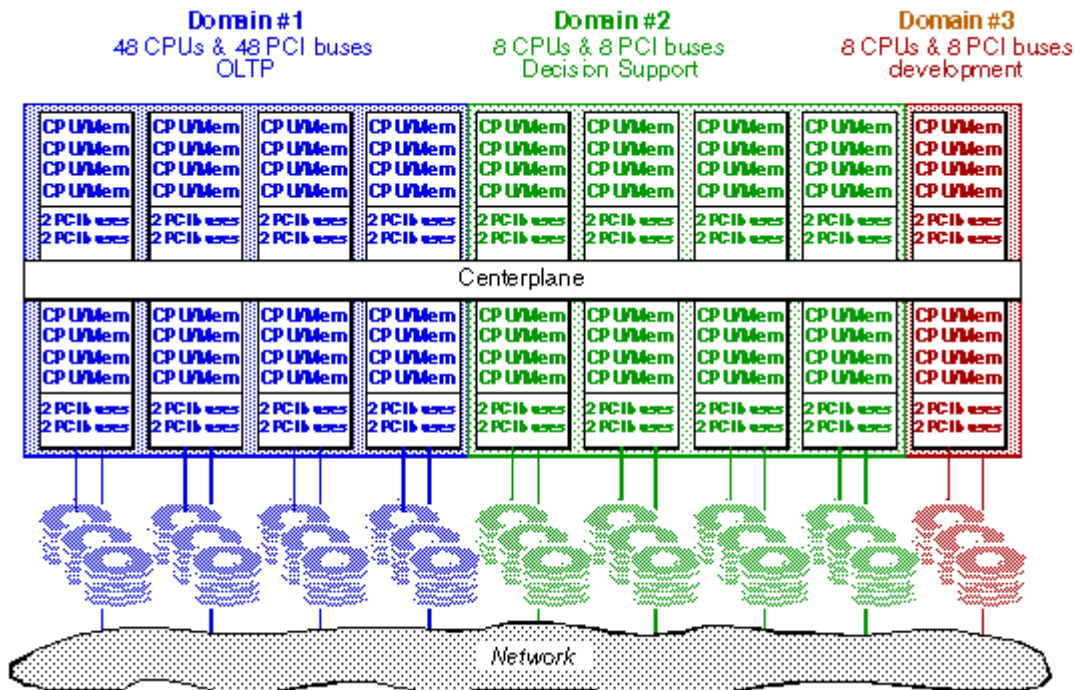 Domain #1
48 CPUs & 48 PCI buses
OLTP
Domain #2
8 CPUs & 8 PCI buses
Decision Support
Domain #3
8 CPUs & 8 PCI buses
development
CPU/Mem CPU/Mem CPU/Mem CPU/Mem CPU/Mem CPU/Mem CPU/Mem CPU/Mem CPU/Mem
CPU/Mem CPU/Mem CPU/Mem CPU/Mem CPU/Mem CPU/Mem CPU/Mem CPU/Mem CPU/Mem
CPU/Mem CPU/Mem CPU/Mem CPU/Mem CPU/Mem CPU/Mem CPU/Mem CPU/Mem CPU/Mem
CPU/Mem CPU/Mem CPU/Mem CPU/Mem CPU/Mem CPU/Mem CPU/Mem CPU/Mem CPU/Mem
2 PCI buses 2 PCI buses 2 PCI buses 2 PCI buses 2 PCI buses 2 PCI buses 2 PCI buses 2 PCI buses 2 PCI buses
2 PCI buses 2 PCI buses 2 PCI buses 2 PCI buses 2 PCI buses 2 PCI buses 2 PCI buses 2 PCI buses 2 PCI buses
Centerplane
CPU/Mem CPU/Mem CPU/Mem CPU/Mem CPU/Mem CPU/Mem CPU/Mem CPU/Mem CPU/Mem
CPU/Mem CPU/Mem CPU/Mem CPU/Mem CPU/Mem CPU/Mem CPU/Mem CPU/Mem CPU/Mem
CPU/Mem CPU/Mem CPU/Mem CPU/Mem CPU/Mem CPU/Mem CPU/Mem CPU/Mem CPU/Mem
CPU/Mem CPU/Mem CPU/Mem CPU/Mem CPU/Mem CPU/Mem CPU/Mem CPU/Mem CPU/Mem
2 PCI buses 2 PCI buses 2 PCI buses 2 PCI buses 2 PCI buses 2 PCI buses 2 PCI buses 2 PCI buses 2 PCI buses
2 PCI buses 2 PCI buses 2 PCI buses 2 PCI buses 2 PCI buses 2 PCI buses 2 PCI buses 2 PCI buses 2 PCI buses
Network